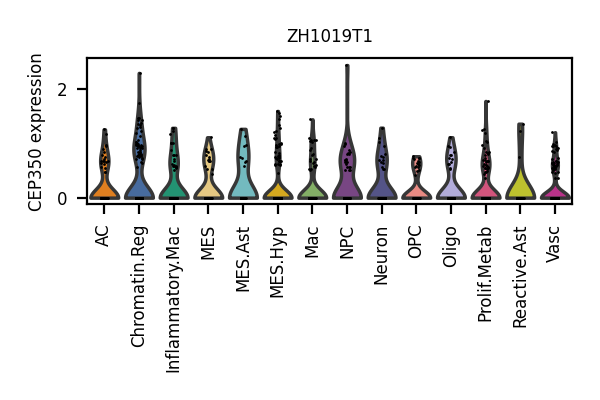 ZH1019T1
CEP350 expression
2
0
AC
Chromatin.Reg
Inflammatory.Mac
MES
MES.Ast
MES.Hyp
Mac
NPC
Neuron
OPC
Oligo
Prolif.Metab
Reactive.Ast
Vasc